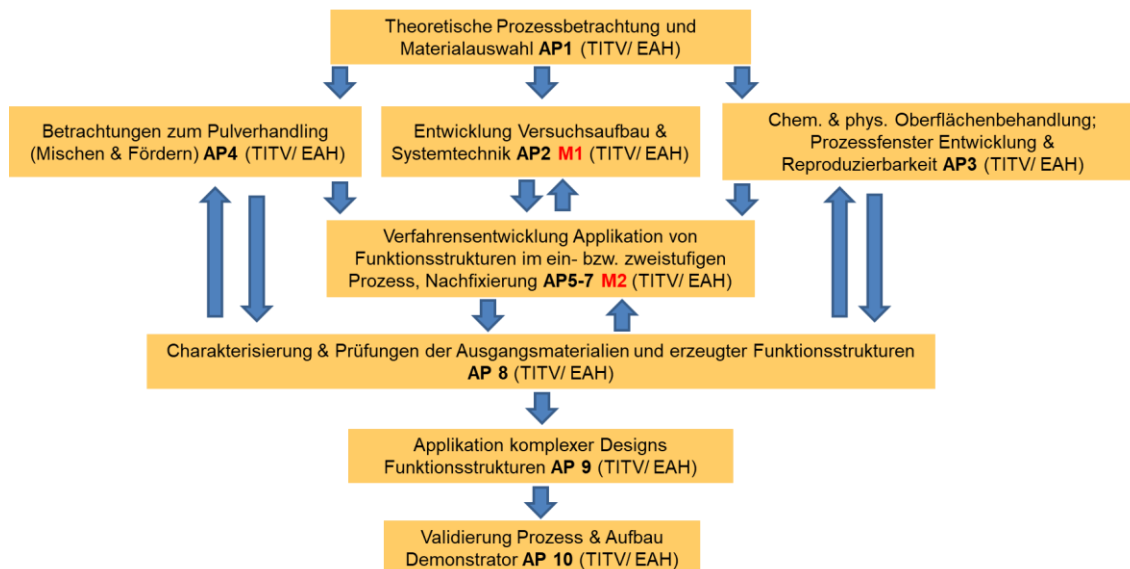 Theoretische Prozessbetrachtung und
Materialauswahl AP1 (TITV/ EAH)
Betrachtungen zum Pulverhandling
(Mischen & Fördern) AP4 (TITV/ EAH)
Entwicklung Versuchsaufbau &
Systemtechnik AP2 M1 (TITV/ EAH)
Chem. & phys. Oberflächenbehandlung;
Prozessfenster Entwicklung &
Reproduzierbarkeit AP3 (TITV/ EAH)
Verfahrensentwicklung Applikation von
Funktionsstrukturen im ein- bzw. zweistufigen
Prozess, Nachfixierung AP5-7 M2 (TITV/ EAH)
Charakterisierung & Prüfungen der Ausgangsmaterialien und erzeugter Funktionsstrukturen
AP 8 (TITV/ EAH)
Applikation komplexer Designs
Funktionsstrukturen AP 9 (TITV/ EAH)
Validierung Prozess & Aufbau
Demonstrator AP 10 (TITV/ EAH)